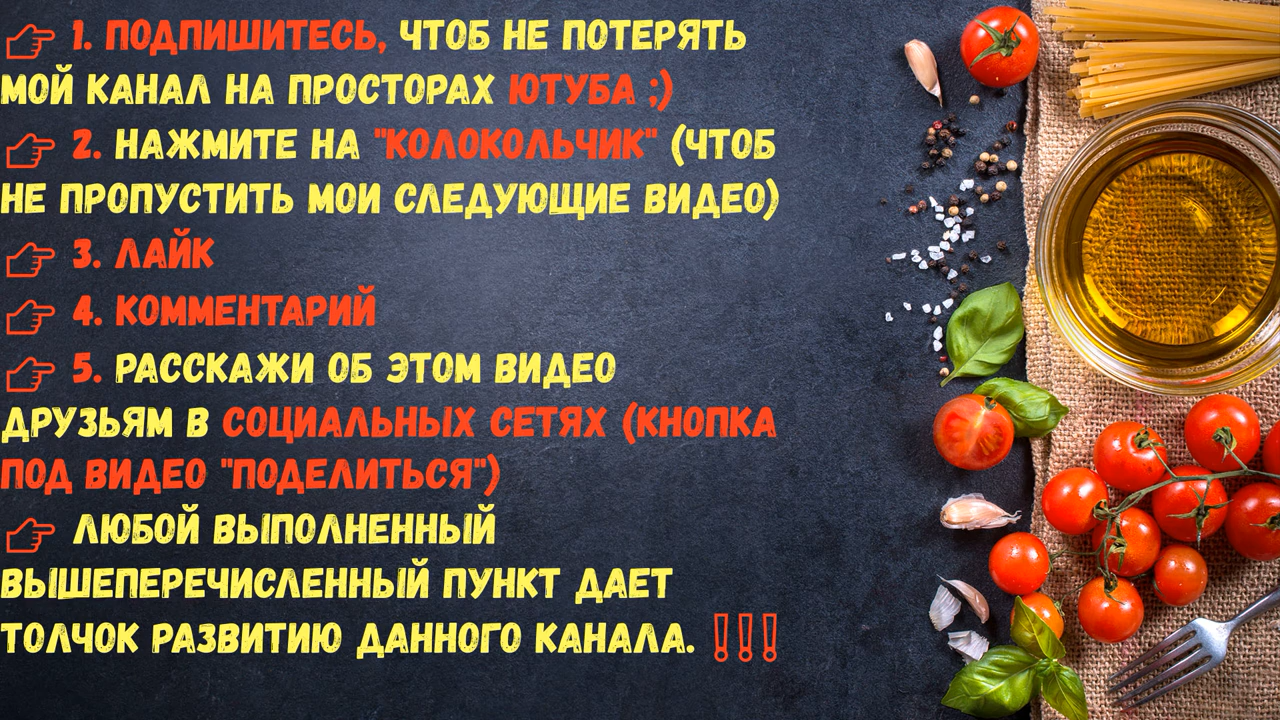 👉 1. ПОДПИШИТЕСЬ, ЧТОБ НЕ ПОТЕРЯТЬ
МОЙ КАНАЛ НА ПРОСТОРАХ ЮТУБА ;)
👉 2. НАЖМИТЕ НА "КОЛОКОЛЬЧИК" (ЧТОБ
НЕ ПРОПУСТИТЬ МОИ СЛЕДУЮЩИЕ ВИДЕО)
👉 3. ЛАЙК
👉 4. КОММЕНТАРИЙ
👉 5. РАССКАЖИ ОБ ЭТОМ ВИДЕО
ДРУЗЬЯМ В СОЦИАЛЬНЫХ СЕТЯХ (КНОПКА
ПОД ВИДЕО "ПОДЕЛИТЬСЯ")
👉 ЛЮБОЙ ВЫПОЛНЕННЫЙ
ВЫШЕПЕРЕЧИСЛЕННЫЙ ПУНКТ ДАЕТ
ТОЛЧОК РАЗВИТИЮ ДАННОГО КАНАЛА. !!!